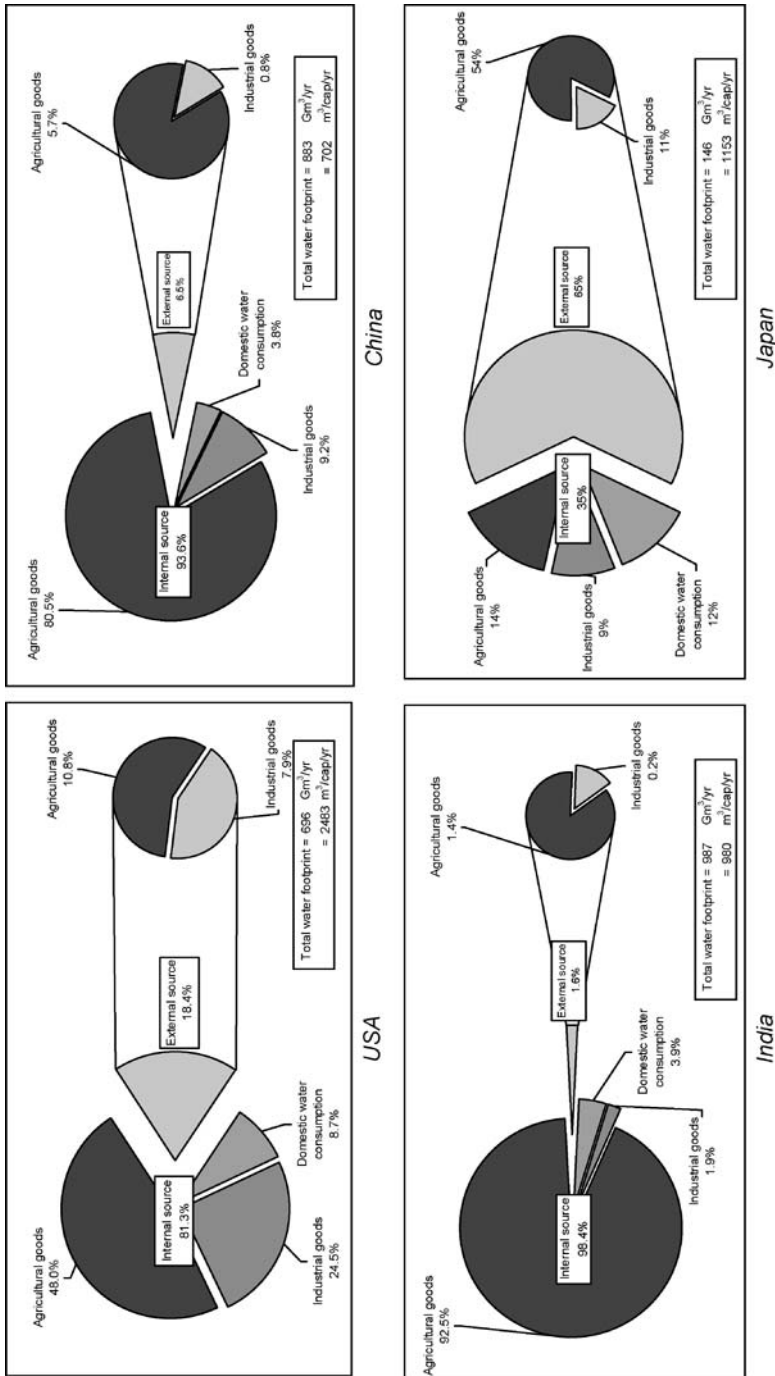 Agricultural goods
48.0%
Internal source
81.3%
Industrial goods
24.5%
Domestic water
consumption
8.7%
External source
18.4%
Agricultural goods
10.8%
Industrial goods
7.9%
Total water footprint = 696 Gm³/yr
= 2483 m³/cap/yr
USA
Agricultural goods
80.5%
Internal source
93.6%
Industrial goods
9.2%
Domestic water
consumption
3.8%
External source
6.5%
Agricultural goods
5.7%
Industrial goods
0.8%
Total water footprint = 883 Gm³/yr
= 702 m³/cap/yr
China
Agricultural goods
92.5%
Internal source
98.4%
Industrial goods
1.9%
Domestic water
consumption
3.9%
External source
1.6%
Agricultural goods
1.4%
Industrial goods
0.2%
Total water footprint = 987 Gm³/yr
= 980 m³/cap/yr
India
Agricultural goods
14%
Internal source
35%
Industrial goods
9%
Domestic water
consumption
12%
External source
65%
Agricultural goods
54%
Industrial goods
11%
Total water footprint = 146 Gm³/yr
= 1153 m³/cap/yr
Japan